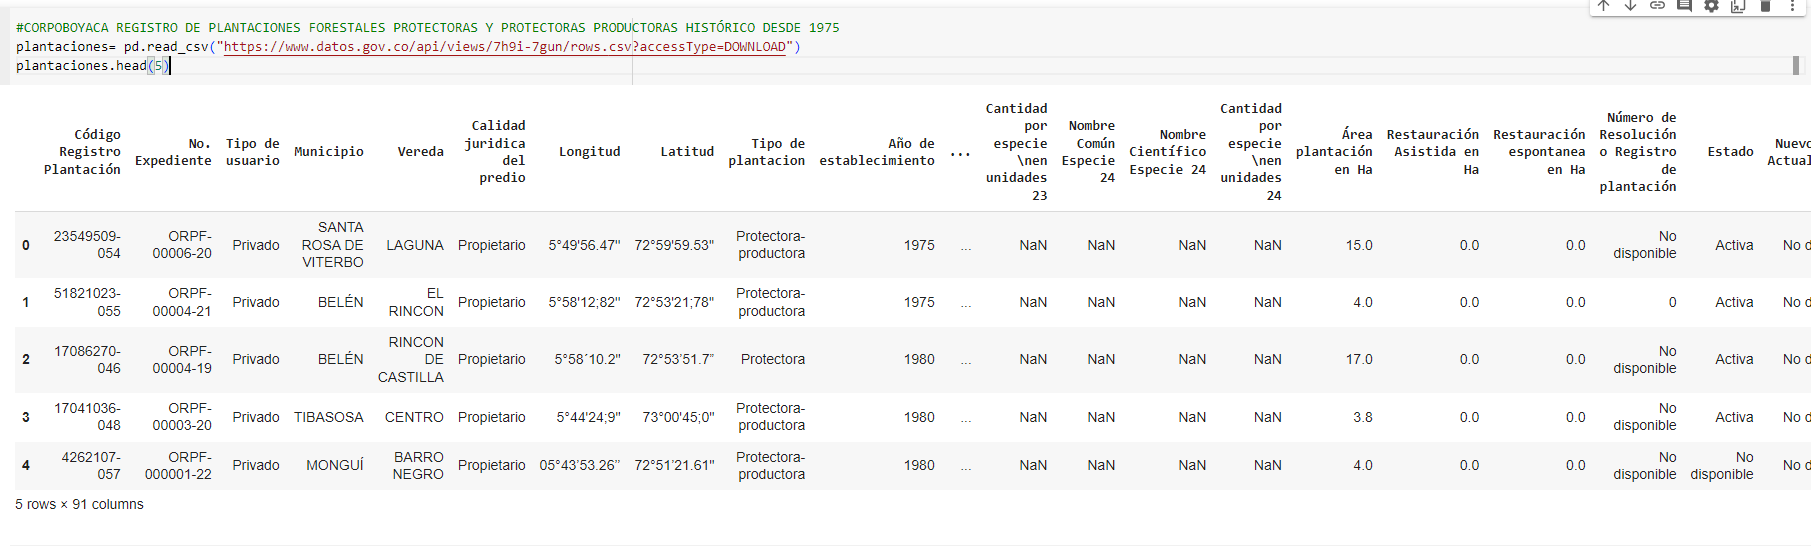 #CORPOBOYACA REGISTRO DE PLANTACIONES FORESTALES PROTECTORAS Y PROTECTORAS PRODUCTORAS HISTÓRICO DESDE 1975
plantaciones= pd.read_csv("https://www.datos.gov.co/api/views/7h9i-7gun/rows.csv?accessType=DOWNLOAD")
plantaciones.head(5)
Código Registro Plantación No. Expediente Tipo de usuario Municipio Vereda Calidad juridica del predio Longitud Latitud Tipo de plantacion Año de establecimiento ... Cantidad por especie \nen unidades 23 Nombre Común Especie 24 Nombre Científico Especie 24 Cantidad por especie \nen unidades 24 Área plantación en Ha Restauración Asistida en Ha Restauración espontanea en Ha Número de Resolución o Registro de plantación Estado Nuevo Actual
0 23549509-054 ORPF-00006-20 Privado SANTA ROSA DE VITERBO LAGUNA Propietario 5°49'56.47" 72°59'59.53" Protectora-productora 1975 ... NaN NaN NaN NaN 15.0 0.0 0.0 No disponible Activa No d
1 51821023-055 ORPF-00004-21 Privado BELÉN EL RINCON Propietario 5°58'12;82" 72°53'21;78" Protectora-productora 1975 ... NaN NaN NaN NaN 4.0 0.0 0.0 0 Activa No d
2 17086270-046 ORPF-00004-19 Privado BELÉN RINCON DE CASTILLA Propietario 5°58´10.2" 72°53’51.7” Protectora 1980 ... NaN NaN NaN NaN 17.0 0.0 0.0 No disponible Activa No d
3 17041036-048 ORPF-00003-20 Privado TIBASOSA CENTRO Propietario 5°44'24;9" 73°00'45;0" Protectora-productora 1980 ... NaN NaN NaN NaN 3.8 0.0 0.0 No disponible Activa No d
4 4262107-057 ORPF-000001-22 Privado MONGUÍ BARRO NEGRO Propietario 05°43’53.26” 72°51’21.61" Protectora-productora 1980 ... NaN NaN NaN NaN 4.0 0.0 0.0 No disponible No disponible No d
5 rows × 91 columns